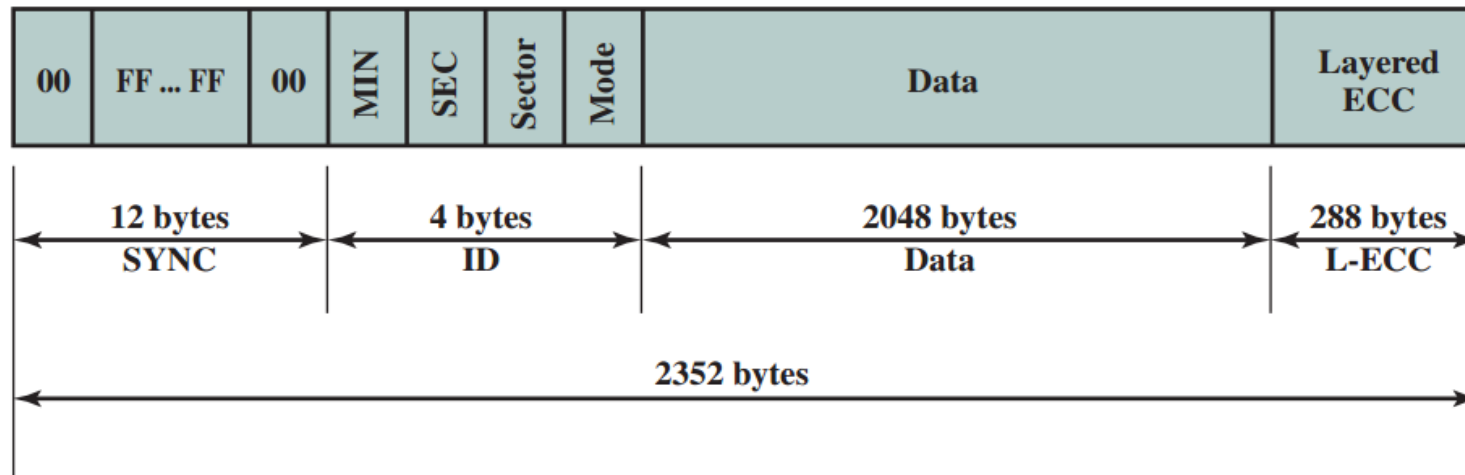 00 FF ... FF 00 MIN SEC Sector Mode Data Layered
ECC
12 bytes 4 bytes 2048 bytes 288 bytes
SYNC ID Data L-ECC
2352 bytes